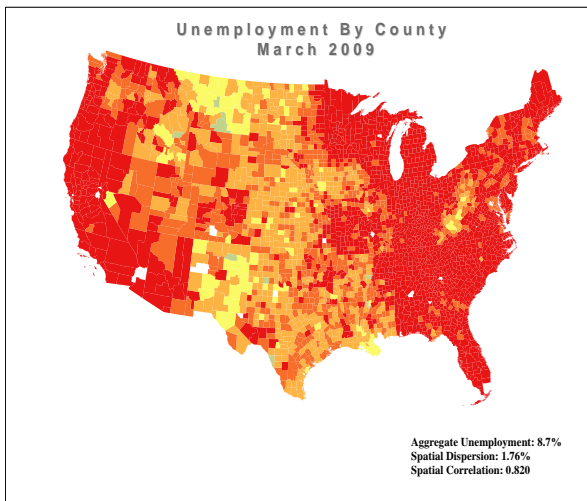 Unemployment By County
March 2009
Aggregate Unemployment: 8.7%
Spatial Dispersion: 1.76%
Spatial Correlation: 0.820